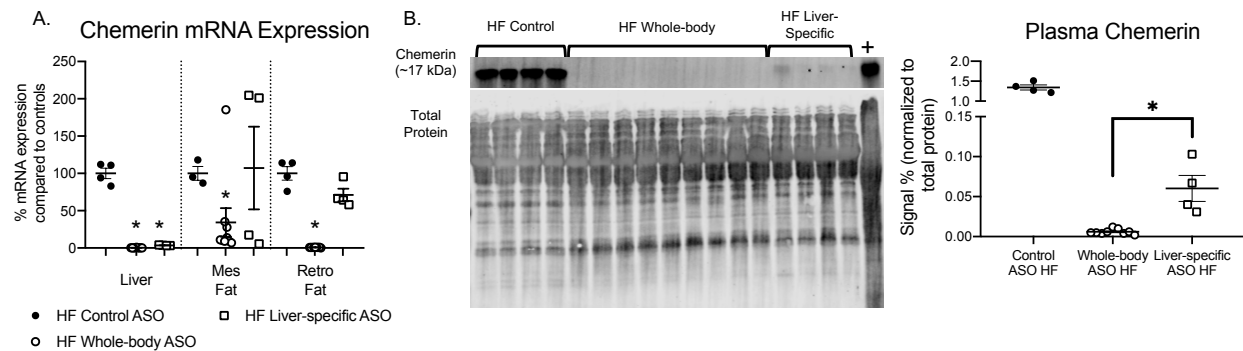 A.
Chemerin mRNA Expression
% mRNA expression
compared to controls
250
200
150
100
50
0
*
*
*
*
Liver
Mes
Fat
Retro
Fat
HF Control ASO
HF Liver-specific ASO
HF Whole-body ASO
B.
HF Control
HF Whole-body
HF Liver-
Specific
+
Chemerin
(~17 kDa)
Total
Protein
Plasma Chemerin
Signal % (normalized to
total protein)
2.0
1.5
1.0
0.15
0.10
0.05
0.00
*
Control
ASO HF
Whole-body
ASO HF
Liver-specific
ASO HF